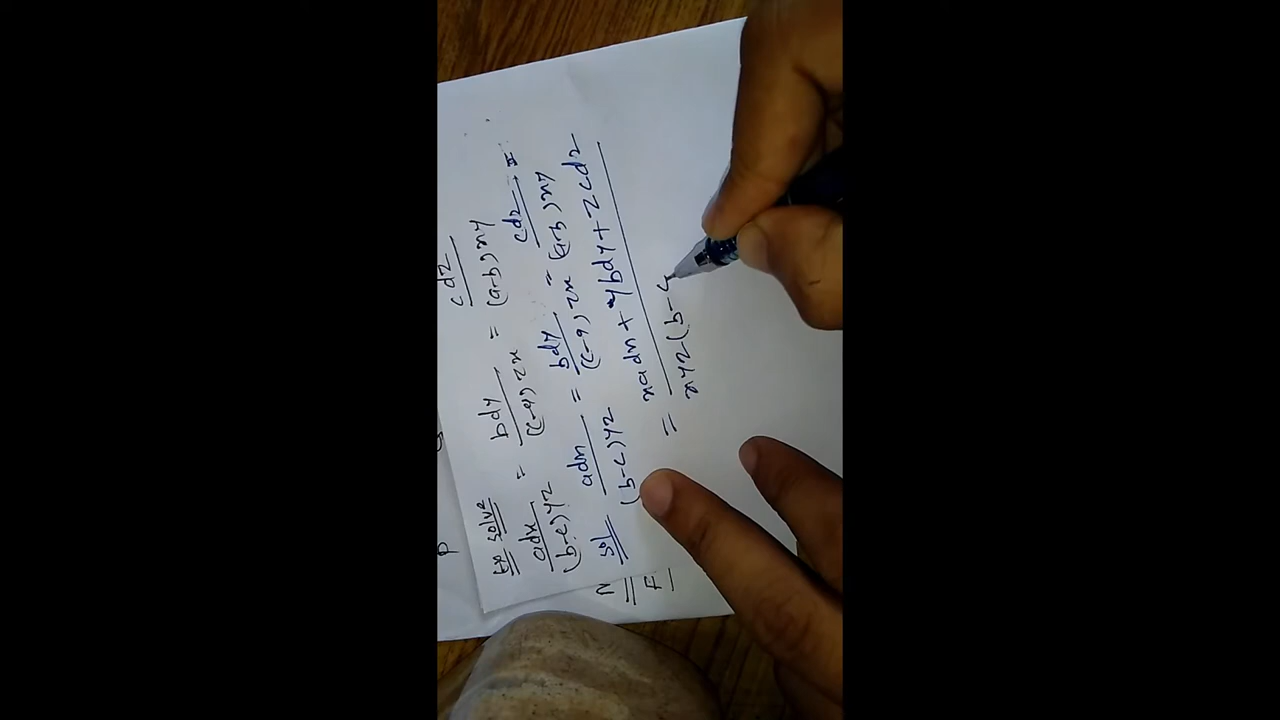 Ex solve
adx / (b-c)yz = bdy / (c-a)zx = cdz / (a-b)xy
Sol adx / (b-c)yz = bdy / (c-a)zx = cdz / (a-b)xy → II
= xadx + ybdy + zcdz / xyz(b-c